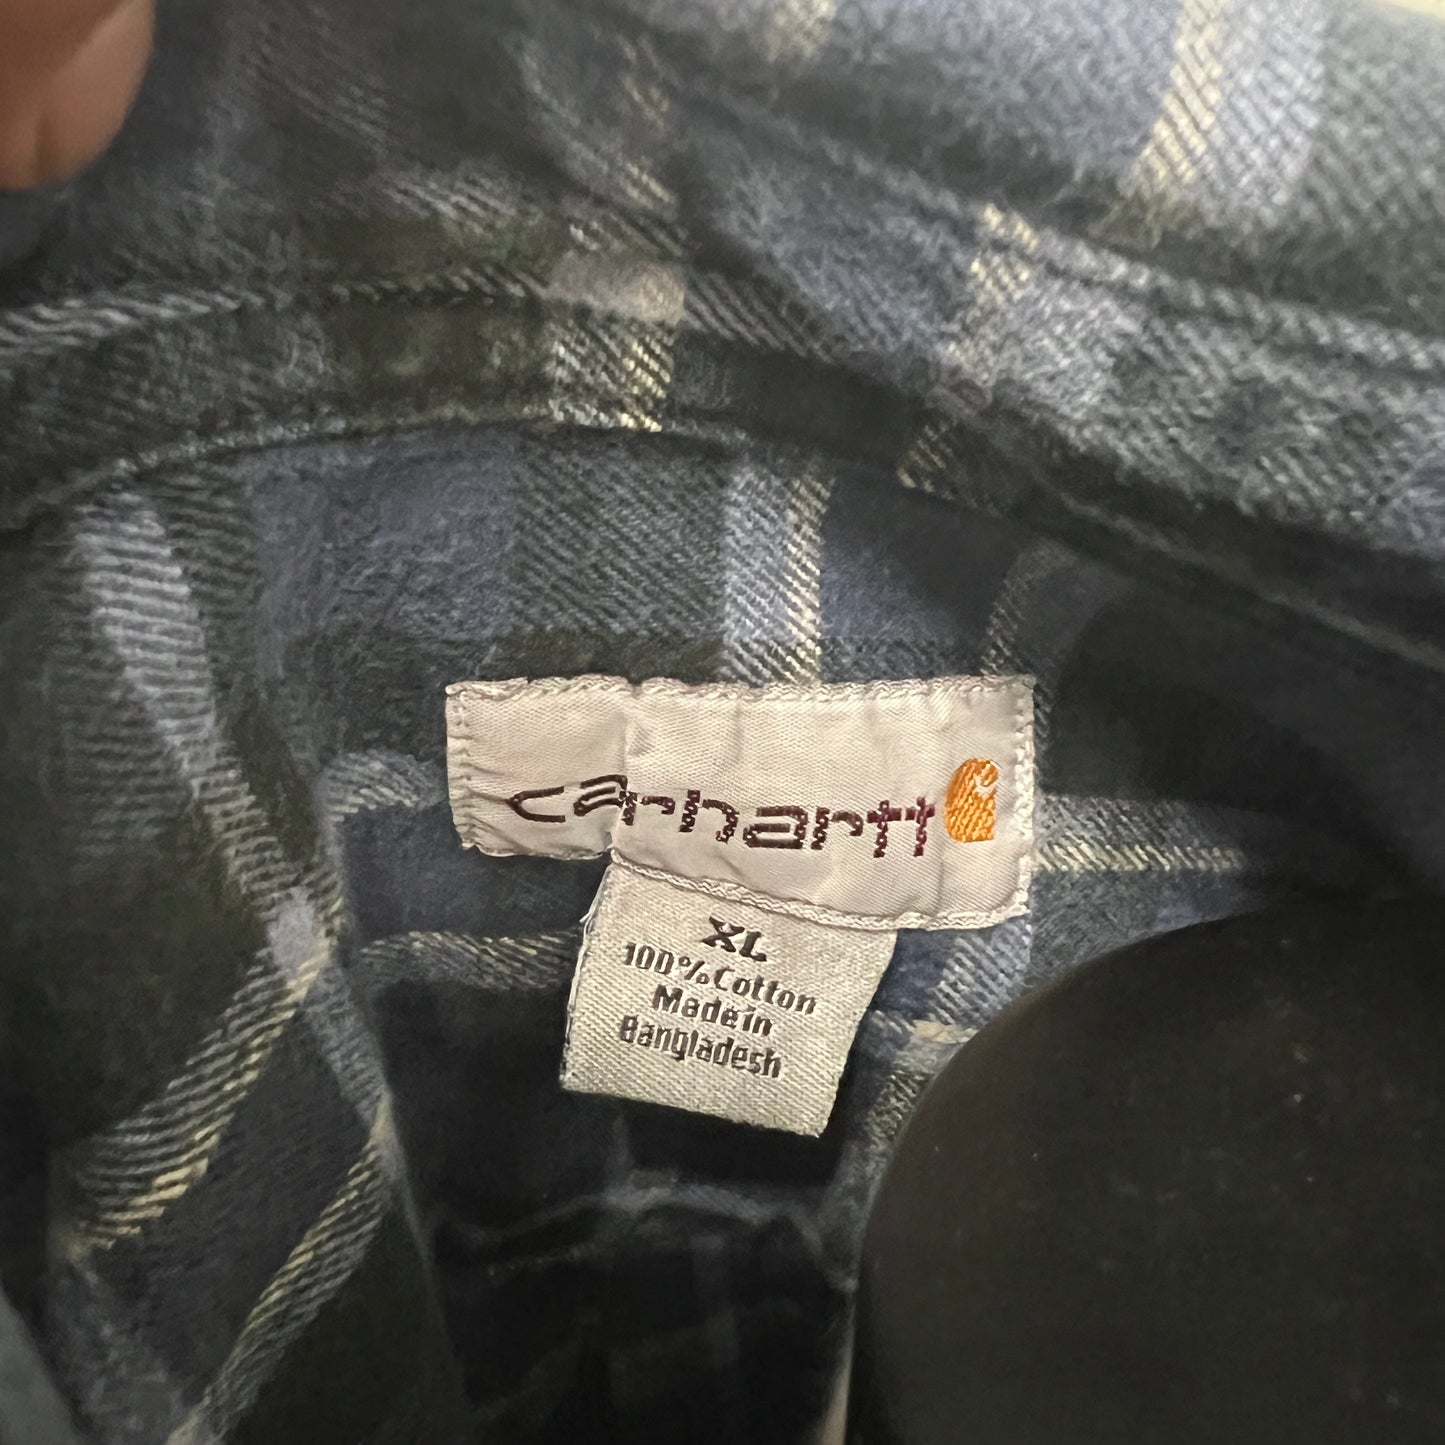 carhartt
XL
100% Cotton
Made in
Bangladesh